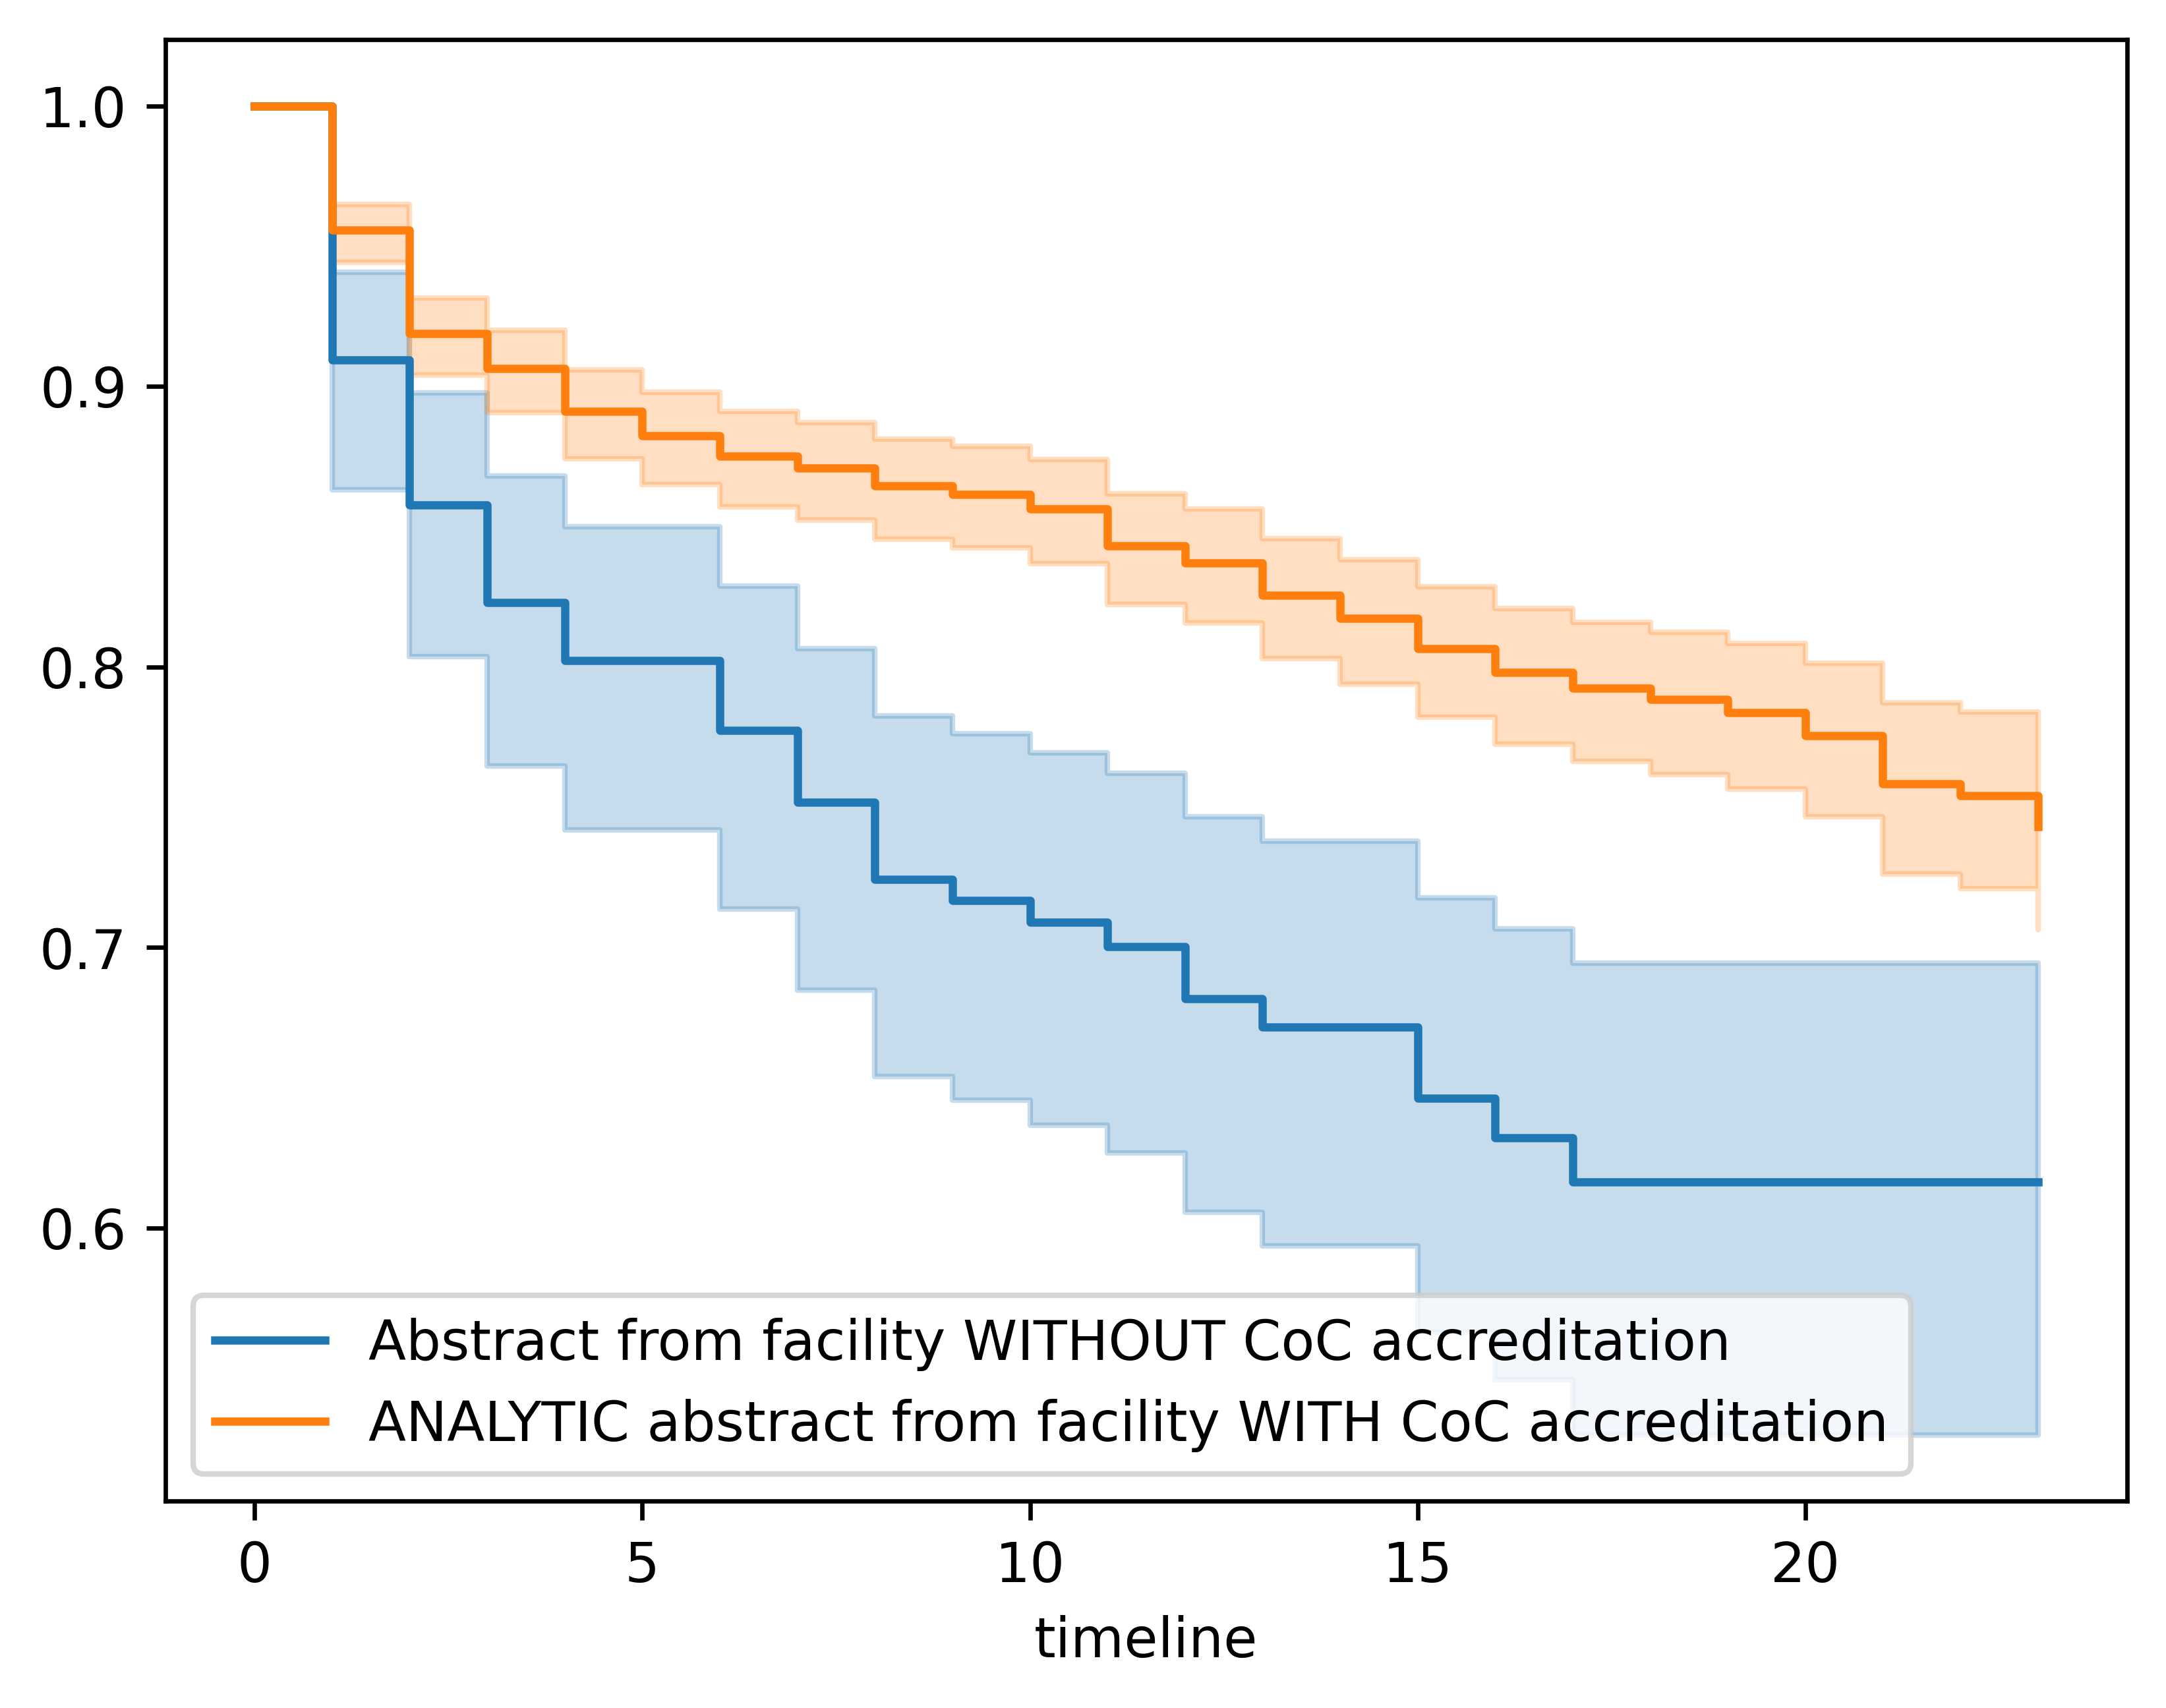 1.0
0.9
0.8
0.7
0.6
Abstract from facility WITHOUT CoC accreditation
ANALYTIC abstract from facility WITH CoC accreditation
0 5 10 15 20
timeline